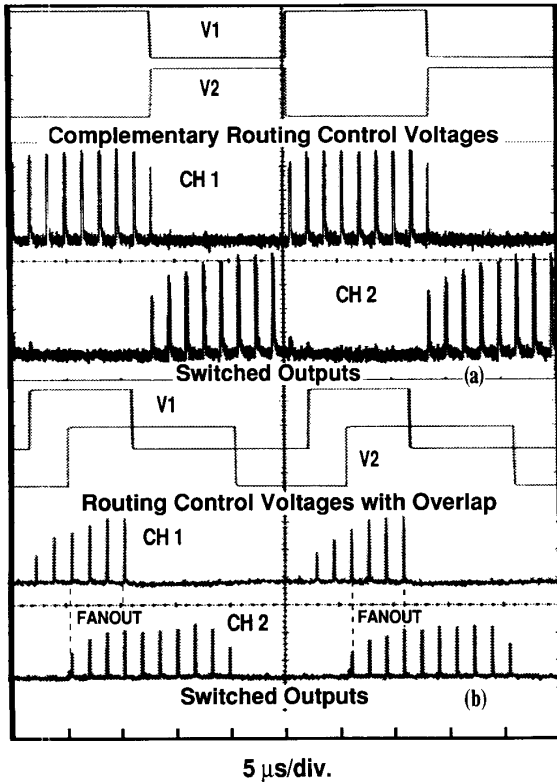 V1
V2
Complementary Routing Control Voltages
CH 1
CH 2
Switched Outputs (a)
V1
V2
Routing Control Voltages with Overlap
CH 1
FANOUT CH 2 FANOUT
Switched Outputs (b)
5 µs/div.